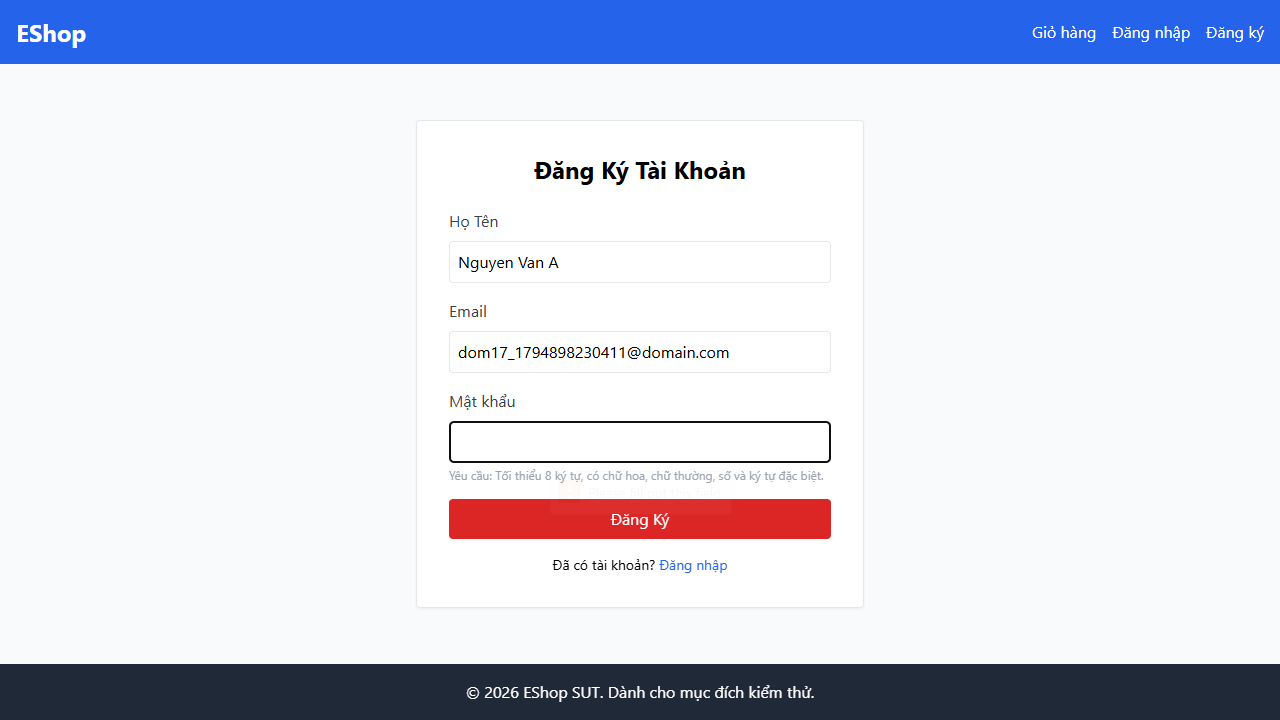 EShop
Giỏ hàng Đăng nhập Đăng ký
Đăng Ký Tài Khoản
Họ Tên
Nguyen Van A
Email
dom17_1794898230411@domain.com
Mật khẩu
Yêu cầu: Tối thiểu 8 ký tự, có chữ hoa, chữ thường, số và ký tự đặc biệt.
Đăng Ký
Đã có tài khoản? Đăng nhập
© 2026 EShop SUT. Dành cho mục đích kiểm thử.